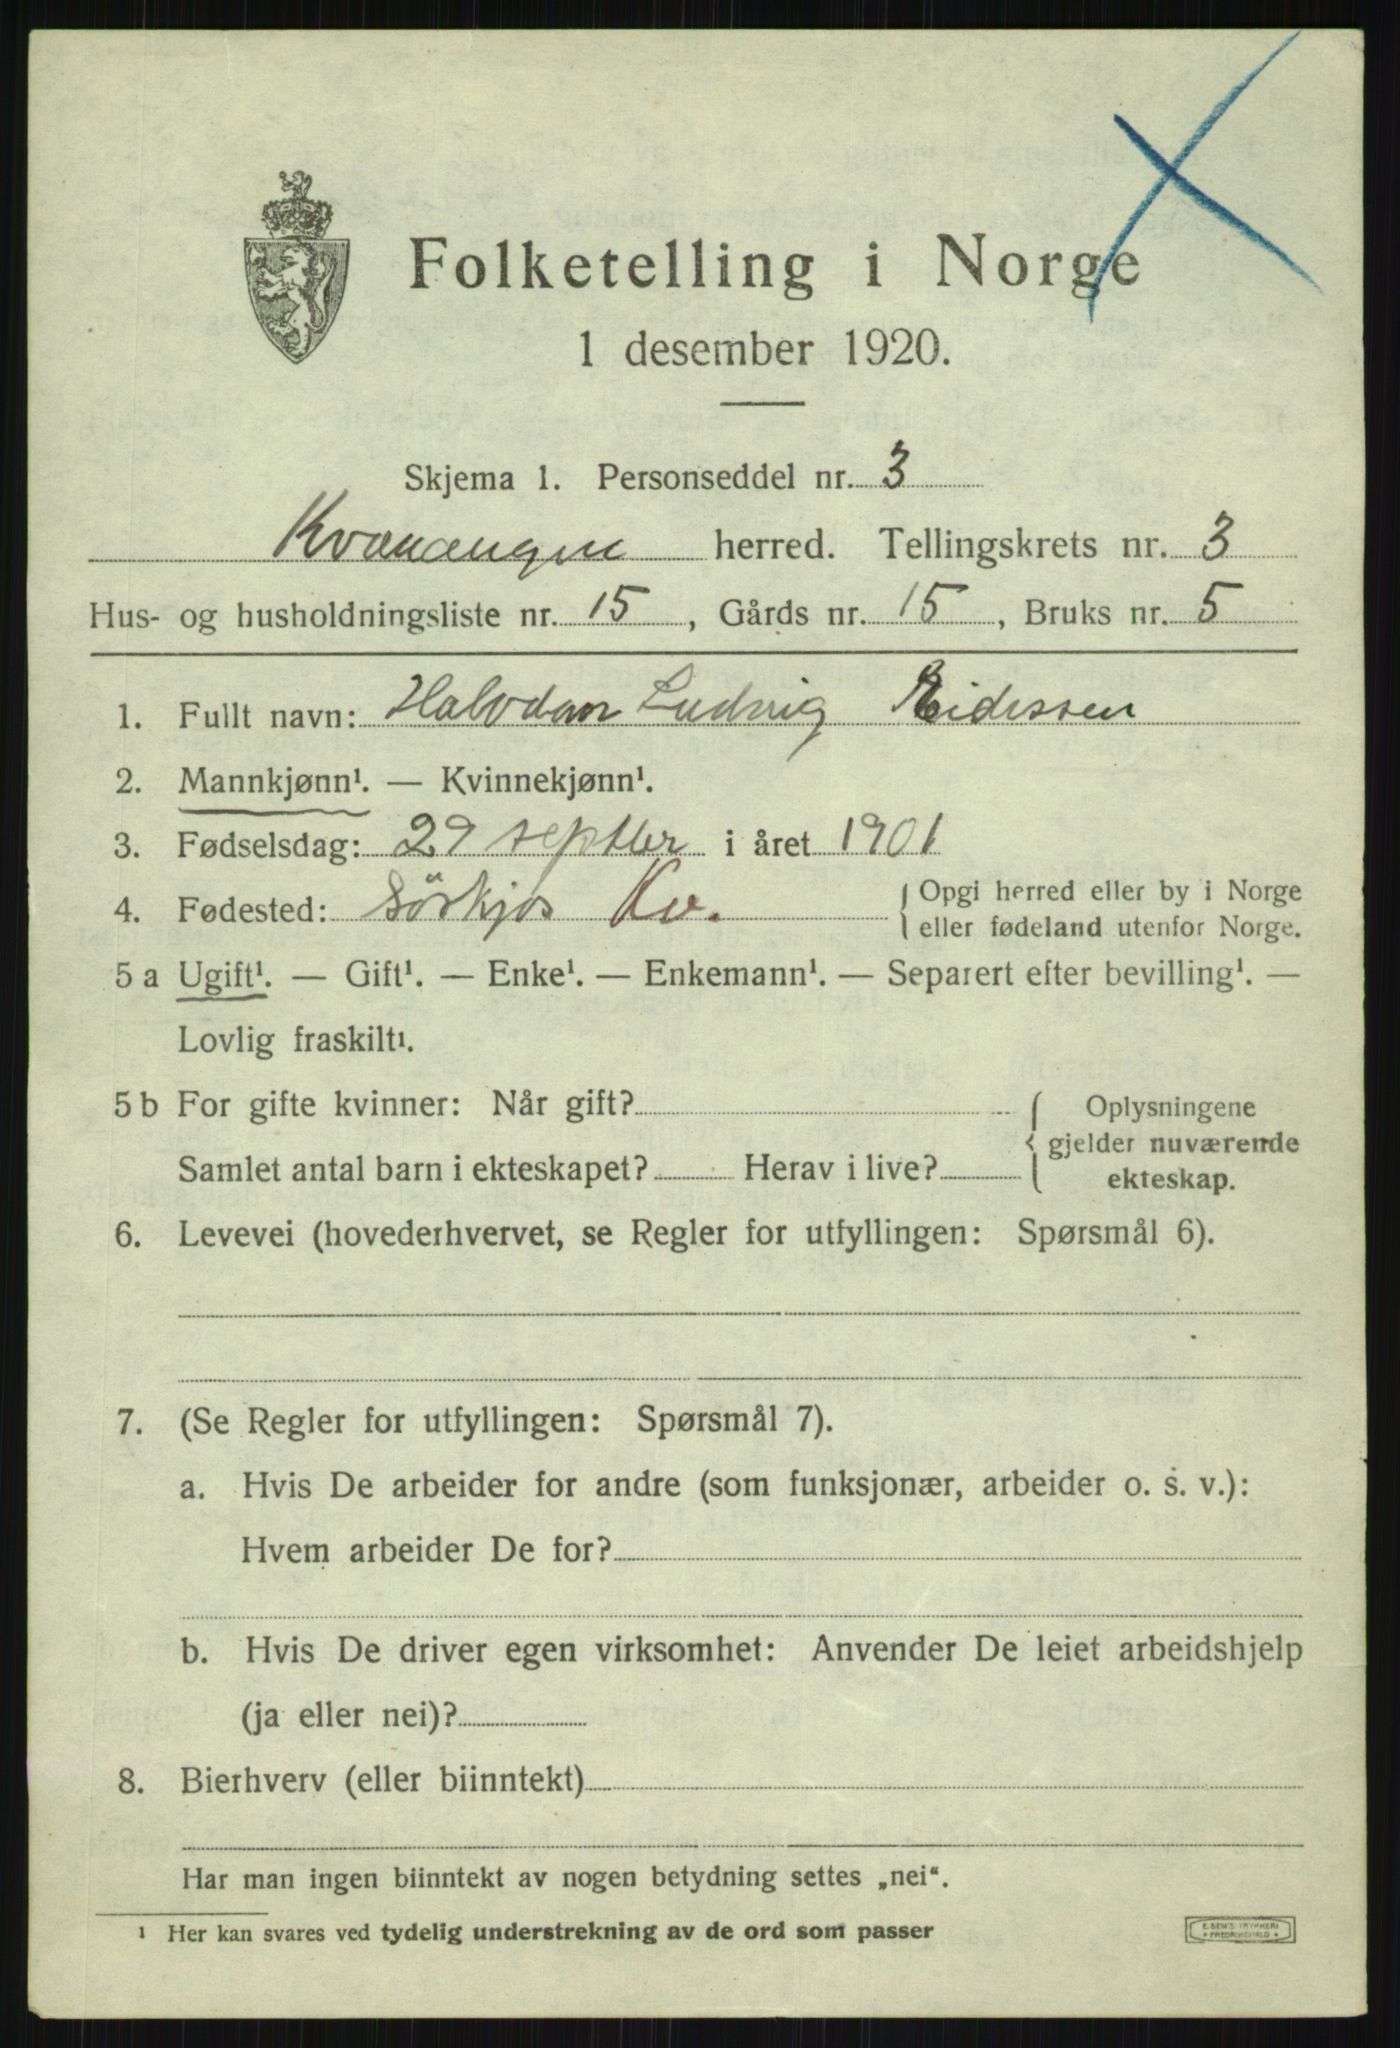 Folketelling i Norge
1 desember 1920.
Skjema 1. Personseddel nr. 3
Kvænangen herred. Tellingskrets nr. 3
Hus- og husholdningsliste nr. 15, Gårds nr. 15, Bruks nr. 5
1. Fullt navn: Halvdan Ludvig Eidissen
2. Mannkjønn¹. — Kvinnekjønn¹.
3. Fødselsdag: 29 septbr i året 1901
4. Fødested: Sörkjos Kv. { Opgi herred eller by i Norge
eller fødeland utenfor Norge.
5 a Ugift¹. — Gift¹. — Enke¹. — Enkemann¹. — Separert efter bevilling¹. —
Lovlig fraskilt¹.
5 b For gifte kvinner: Når gift? { Oplysningene
gjelder nuværende
Samlet antal barn i ekteskapet? Herav i live? ekteskap.
6. Levevei (hovederhvervet, se Regler for utfyllingen: Spørsmål 6).
7. (Se Regler for utfyllingen: Spørsmål 7).
a. Hvis De arbeider for andre (som funksjonær, arbeider o. s. v.):
Hvem arbeider De for?
b. Hvis De driver egen virksomhet: Anvender De leiet arbeidshjelp
(ja eller nei)?
8. Bierhverv (eller biinntekt)
Har man ingen biinntekt av nogen betydning settes „nei“.
¹ Her kan svares ved tydelig understrekning av de ord som passer
E. SEM'S TRYKKERI
FREDRIKSHALD